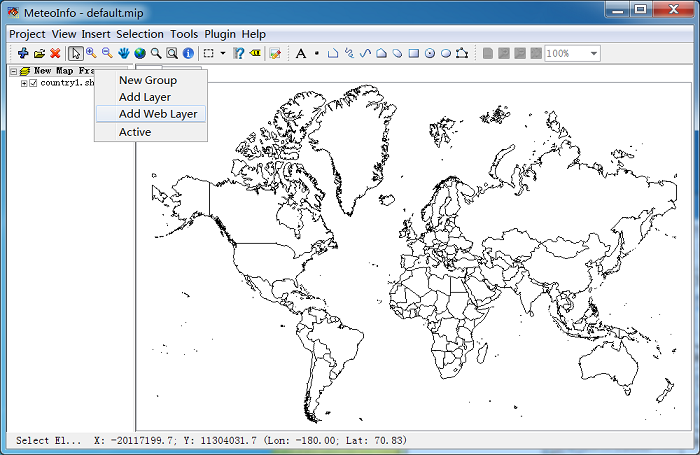 MeteoInfo - default.mip
Project View Insert Selection Tools Plugin Help
A 100%
New Map Fra
country1.sh
New Group
Add Layer
Add Web Layer
Active
Select El... X: -20117199.7; Y: 11304031.7 (Lon: -180.00; Lat: 70.83)